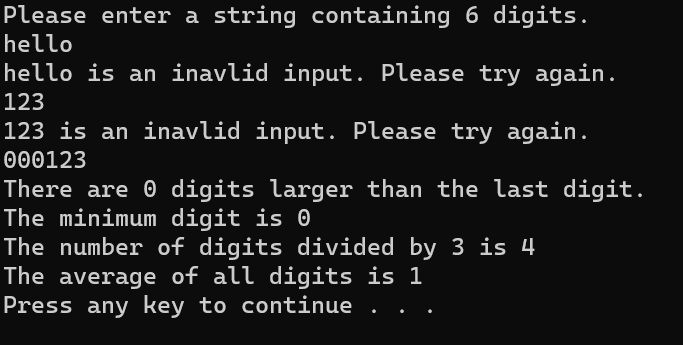 Please enter a string containing 6 digits.
hello
hello is an inavlid input. Please try again.
123
123 is an inavlid input. Please try again.
000123
There are 0 digits larger than the last digit.
The minimum digit is 0
The number of digits divided by 3 is 4
The average of all digits is 1
Press any key to continue . . .